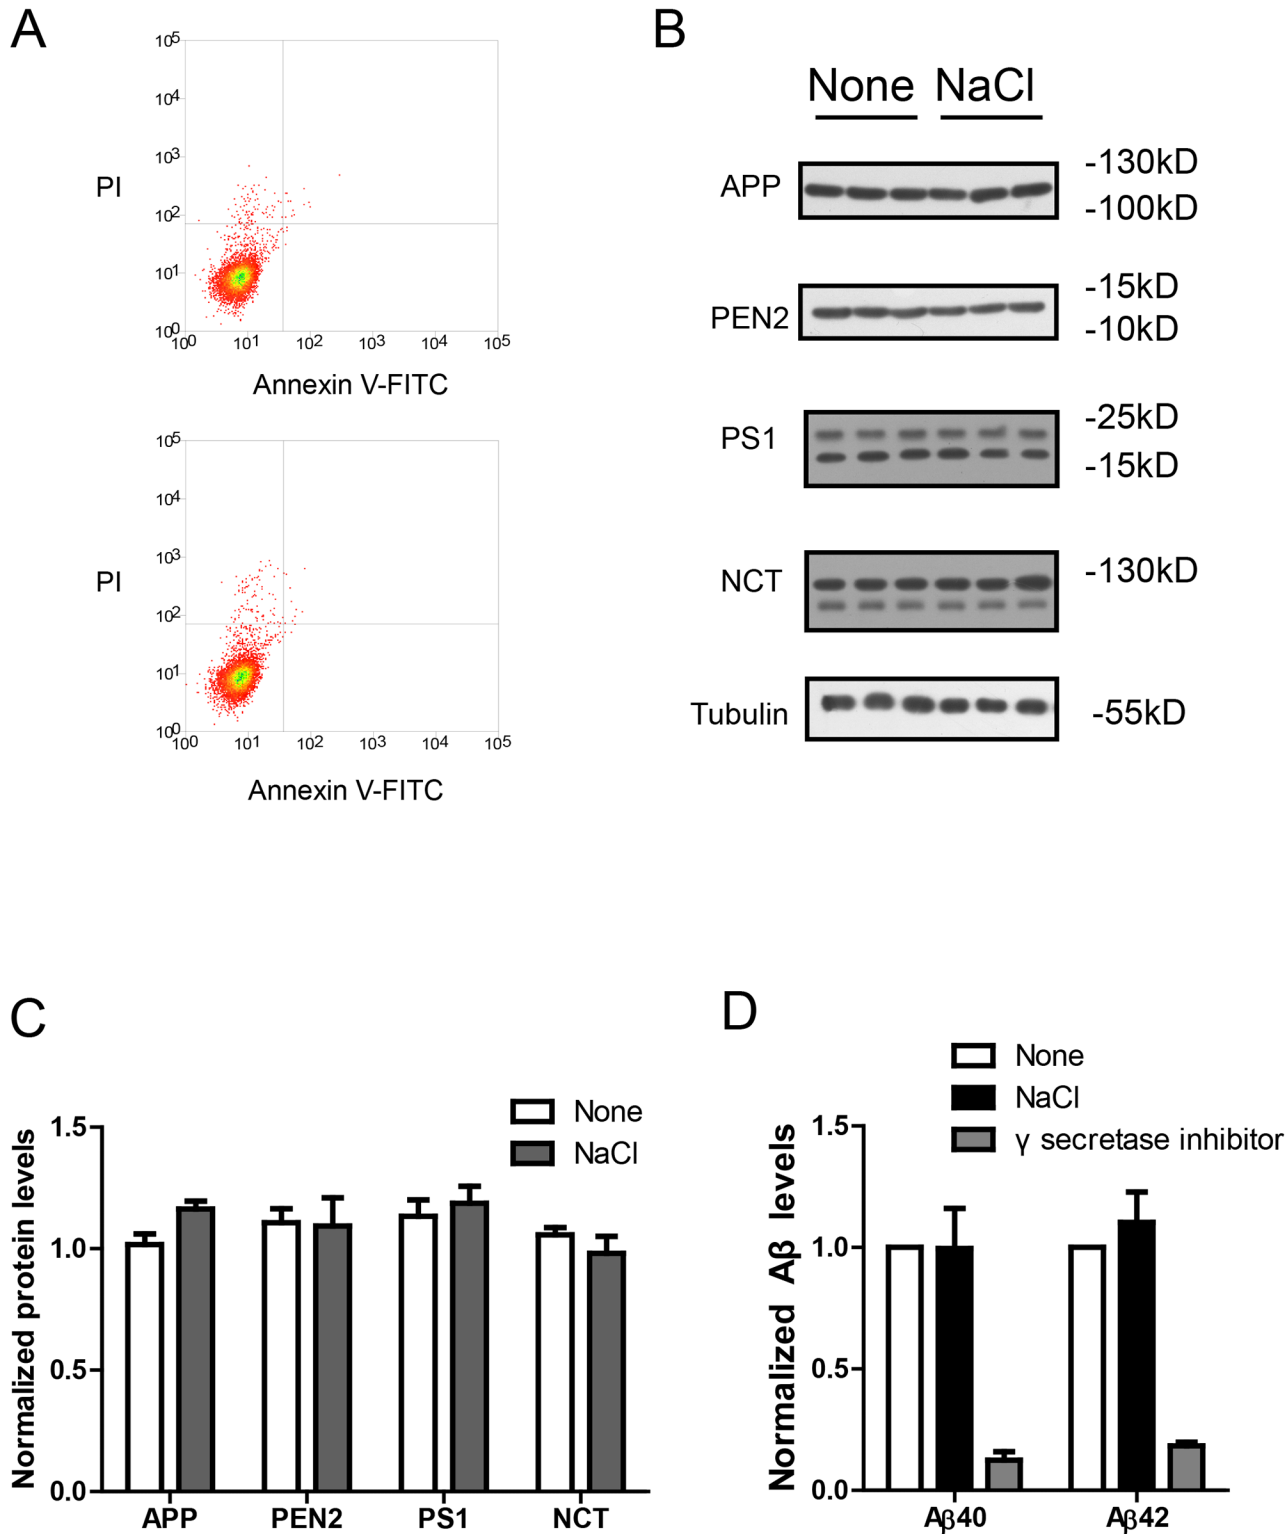 A
10^5
10^4
10^3
PI
10^2
10^1
10^0
10^0 10^1 10^2 10^3 10^4 10^5
Annexin V-FITC
10^5
10^4
10^3
PI
10^2
10^1
10^0
10^0 10^1 10^2 10^3 10^4 10^5
Annexin V-FITC
B
None NaCl
APP
-130kD
-100kD
PEN2
-15kD
-10kD
PS1
-25kD
-15kD
NCT
-130kD
Tubulin
-55kD
C
None
NaCl
Normalized protein levels
1.5
1.0
0.5
0.0
APP PEN2 PS1 NCT
D
None
NaCl
γ secretase inhibitor
Normalized Aβ levels
1.5
1.0
0.5
0.0
Aβ40 Aβ42